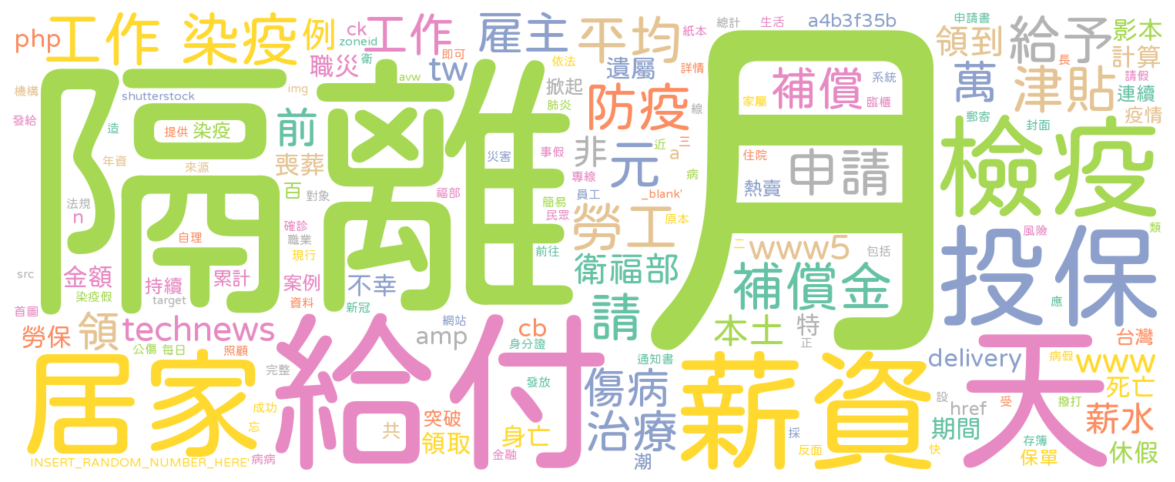 工作 染疫 例 ck 工作 雇主 平均 總計 生活 a4b3f35b 申請書 給予 影本
php zoneid 衛 即可 依法 紙本 領到 計算
職災 tw 遺屬 詳情 補償 系統 萬 津貼 請假
機構 shutterstock avw img 掀起 肺炎 防疫 線 家屬 臨櫃 長 連續
隔離 月 檢疫
發給 造 提供 染疫 前 郵寄 封面 疫情
年資 來源 喪葬 災害 事假 非 元 近 三 a 住院 申請
法規 百 對象 福部 專線 病 熱賣
n 確診 簡易 員工 _blank' 投保
自理 職業 民眾 勞工 原本 二 www5 包括 風險 類
src 現行 前往 衛福部 補償金
金額 持續 累計 案例 不幸 應
染疫假 target 資料 新冠 請
首圖 勞保 領 technews 網站 cb 本土 特 台灣
公傷 每日 照顧 amp 身分證 正 delivery 病假 www
居家 給付 通知書 薪資 天
完整 發放 傷病 死亡
成功 共 突破 設 href 受 撥打 薪水
忘 領取 身亡 治療 採 期間
INSERT_RANDOM_NUMBER_HERE' 病病 金融 潮 反面 快 存簿 保單 休假